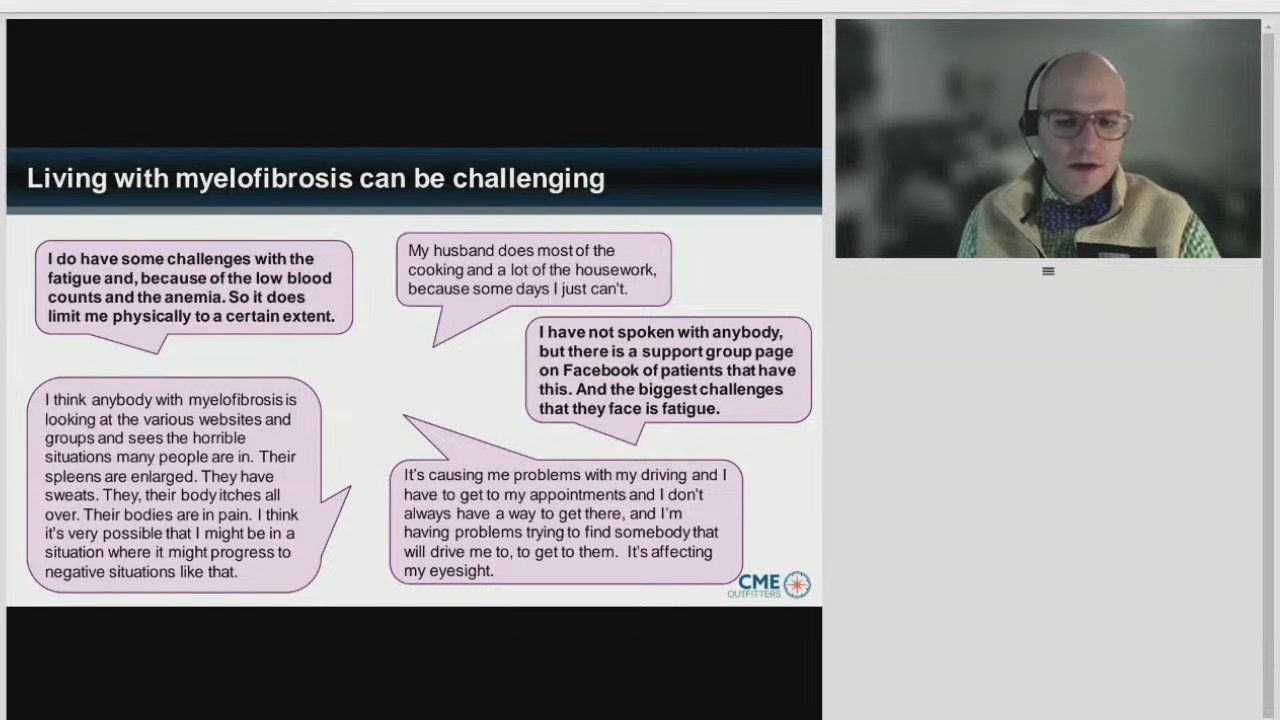 Living with myelofibrosis can be challenging
I do have some challenges with the
fatigue and, because of the low blood
counts and the anemia. So it does
limit me physically to a certain extent.
My husband does most of the
cooking and a lot of the housework,
because some days I just can't.
I have not spoken with anybody,
but there is a support group page
on Facebook of patients that have
this. And the biggest challenges
that they face is fatigue.
I think anybody with myelofibrosis is
looking at the various websites and
groups and sees the horrible
situations many people are in. Their
spleens are enlarged. They have
sweats. They, their body itches all
over. Their bodies are in pain. I think
it's very possible that I might be in a
situation where it might progress to
negative situations like that.
It's causing me problems with my driving and I
have to get to my appointments and I don't
always have a way to get there, and I'm
having problems trying to find somebody that
will drive me to, to get to them. It's affecting
my eyesight.
CME
OUTFITTERS